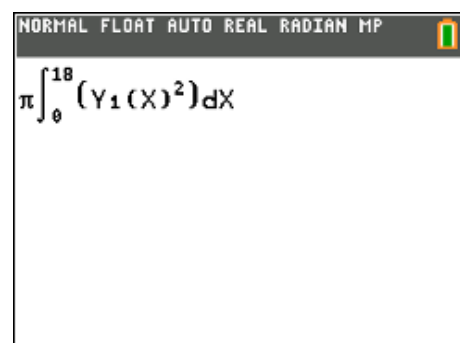 NORMAL FLOAT AUTO REAL RADIAN MP
π∫₀¹⁸(Y₁(X)²)dX